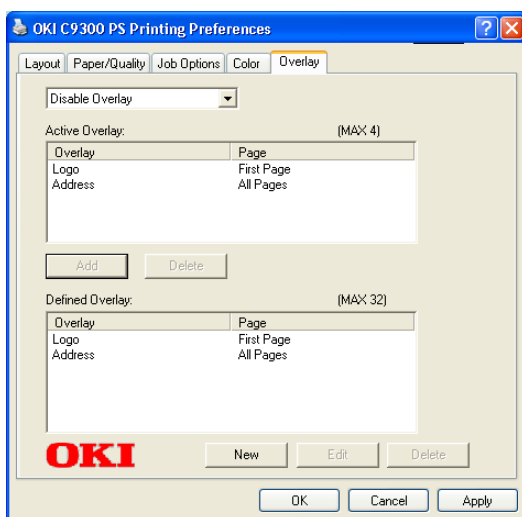 OKI C9300 PS Printing Preferences
Layout Paper/Quality Job Options Color Overlay
Disable Overlay
Active Overlay: (MAX 4)
Overlay Page
Logo First Page
Address All Pages
Add Delete
Defined Overlay: (MAX 32)
Overlay Page
Logo First Page
Address All Pages
OKI New Edit Delete
OK Cancel Apply